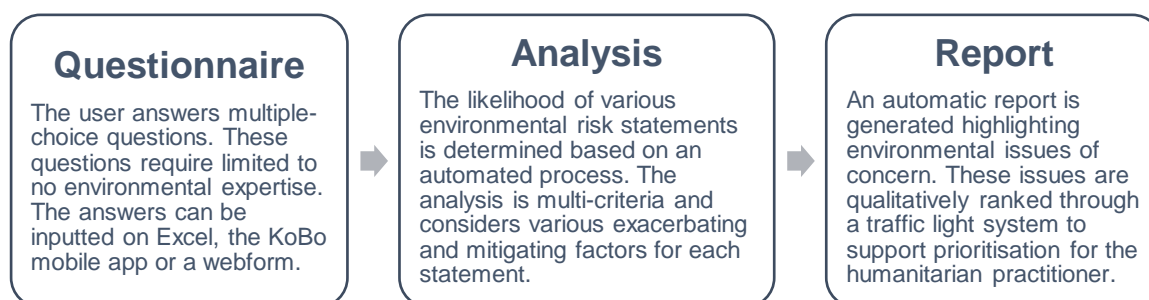 Questionnaire
The user answers multiple-
choice questions. These
questions require limited to
no environmental expertise.
The answers can be
inputted on Excel, the KoBo
mobile app or a webform.
Analysis
The likelihood of various
environmental risk statements
is determined based on an
automated process. The
analysis is multi-criteria and
considers various exacerbating
and mitigating factors for each
statement.
Report
An automatic report is
generated highlighting
environmental issues of
concern. These issues are
qualitatively ranked through
a traffic light system to
support prioritisation for the
humanitarian practitioner.